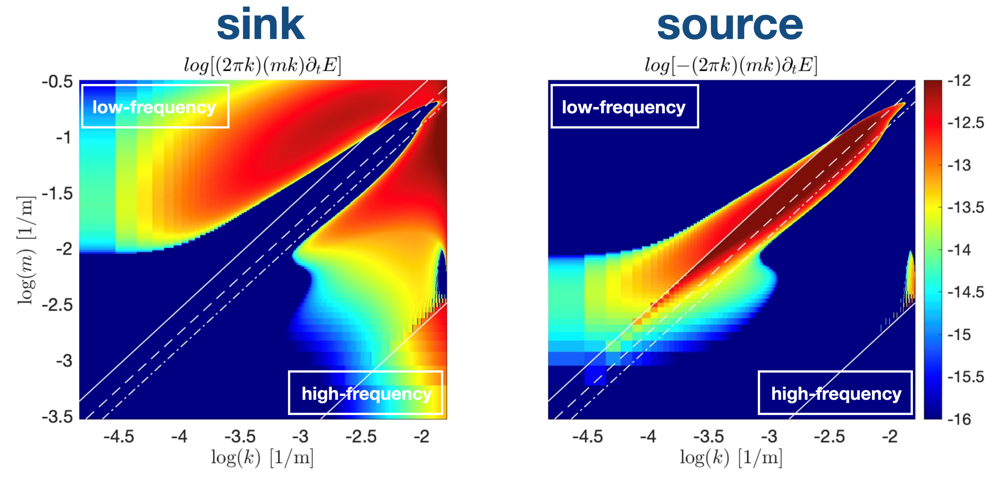 sink
log[(2πk)(mk)∂ₜE]
-0.5
-1
-1.5
-2
-2.5
-3
-3.5
log(m) [1/m]
low-frequency
high-frequency
-4.5 -4 -3.5 -3 -2.5 -2
log(k) [1/m]
source
log[−(2πk)(mk)∂ₜE]
low-frequency
high-frequency
-4.5 -4 -3.5 -3 -2.5 -2
log(k) [1/m]
-12
-12.5
-13
-13.5
-14
-14.5
-15
-15.5
-16